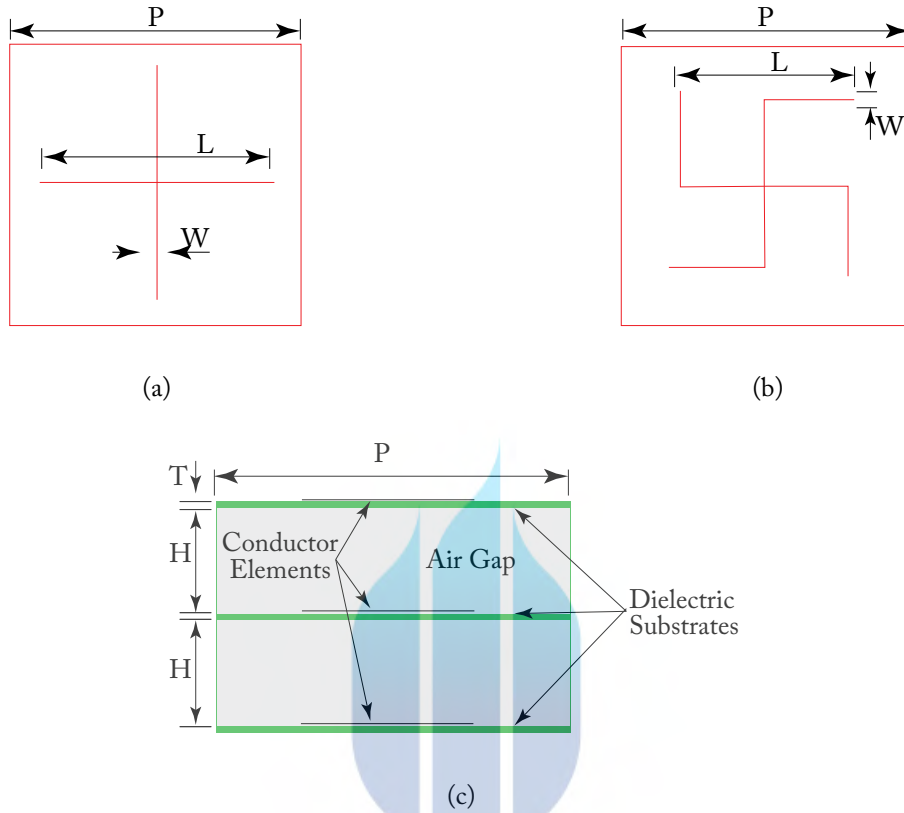 P
L
W
(a)
P
L
W
(b)
P
T
H
H
Conductor
Elements
Air Gap
Dielectric
Substrates
(c)